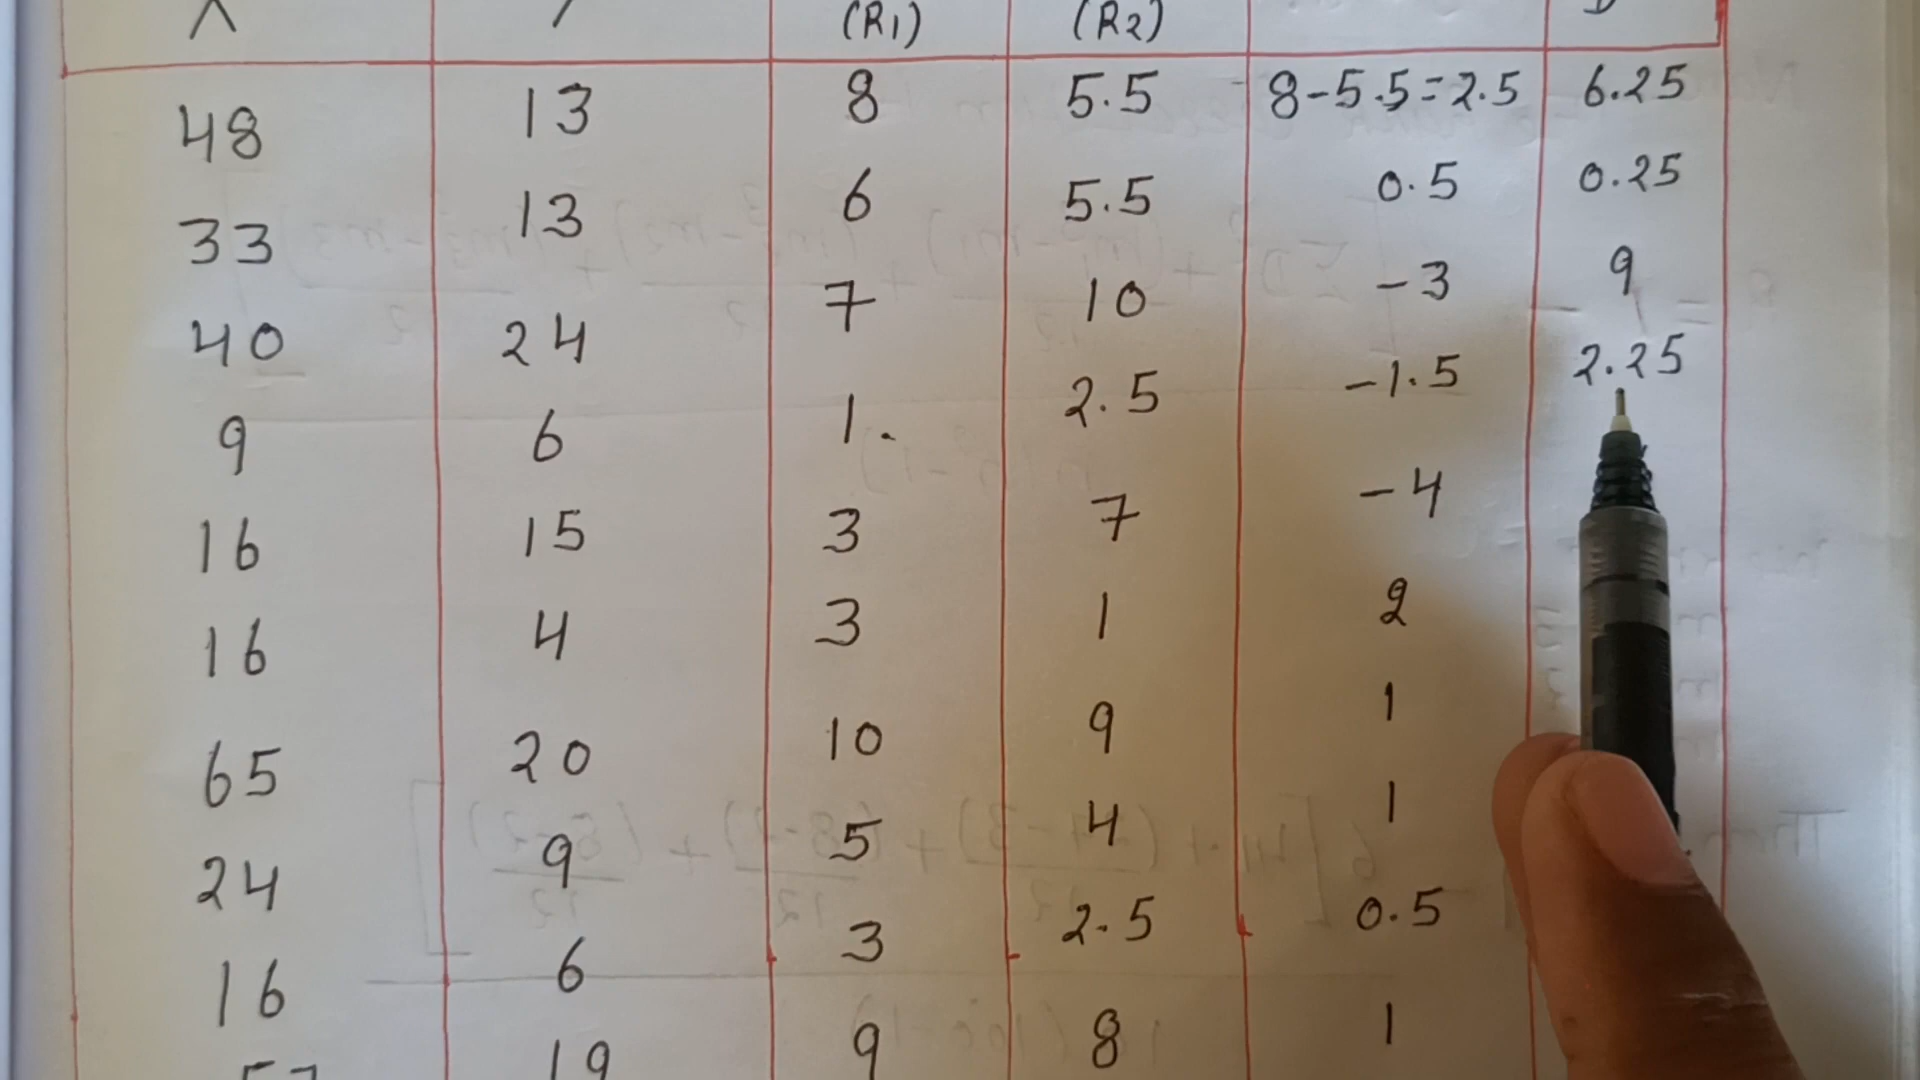 X Y (R1) (R2) D
48 13 8 5.5 8-5.5=2.5 6.25
33 13 6 5.5 0.5 0.25
40 24 7 10 -3 9
9 6 1. 2.5 -1.5 2.25
16 15 3 7 -4
16 4 3 1 2
65 20 10 9 1
24 9 5 4 1
16 6 3 2.5 0.5
57 19 9 8 1